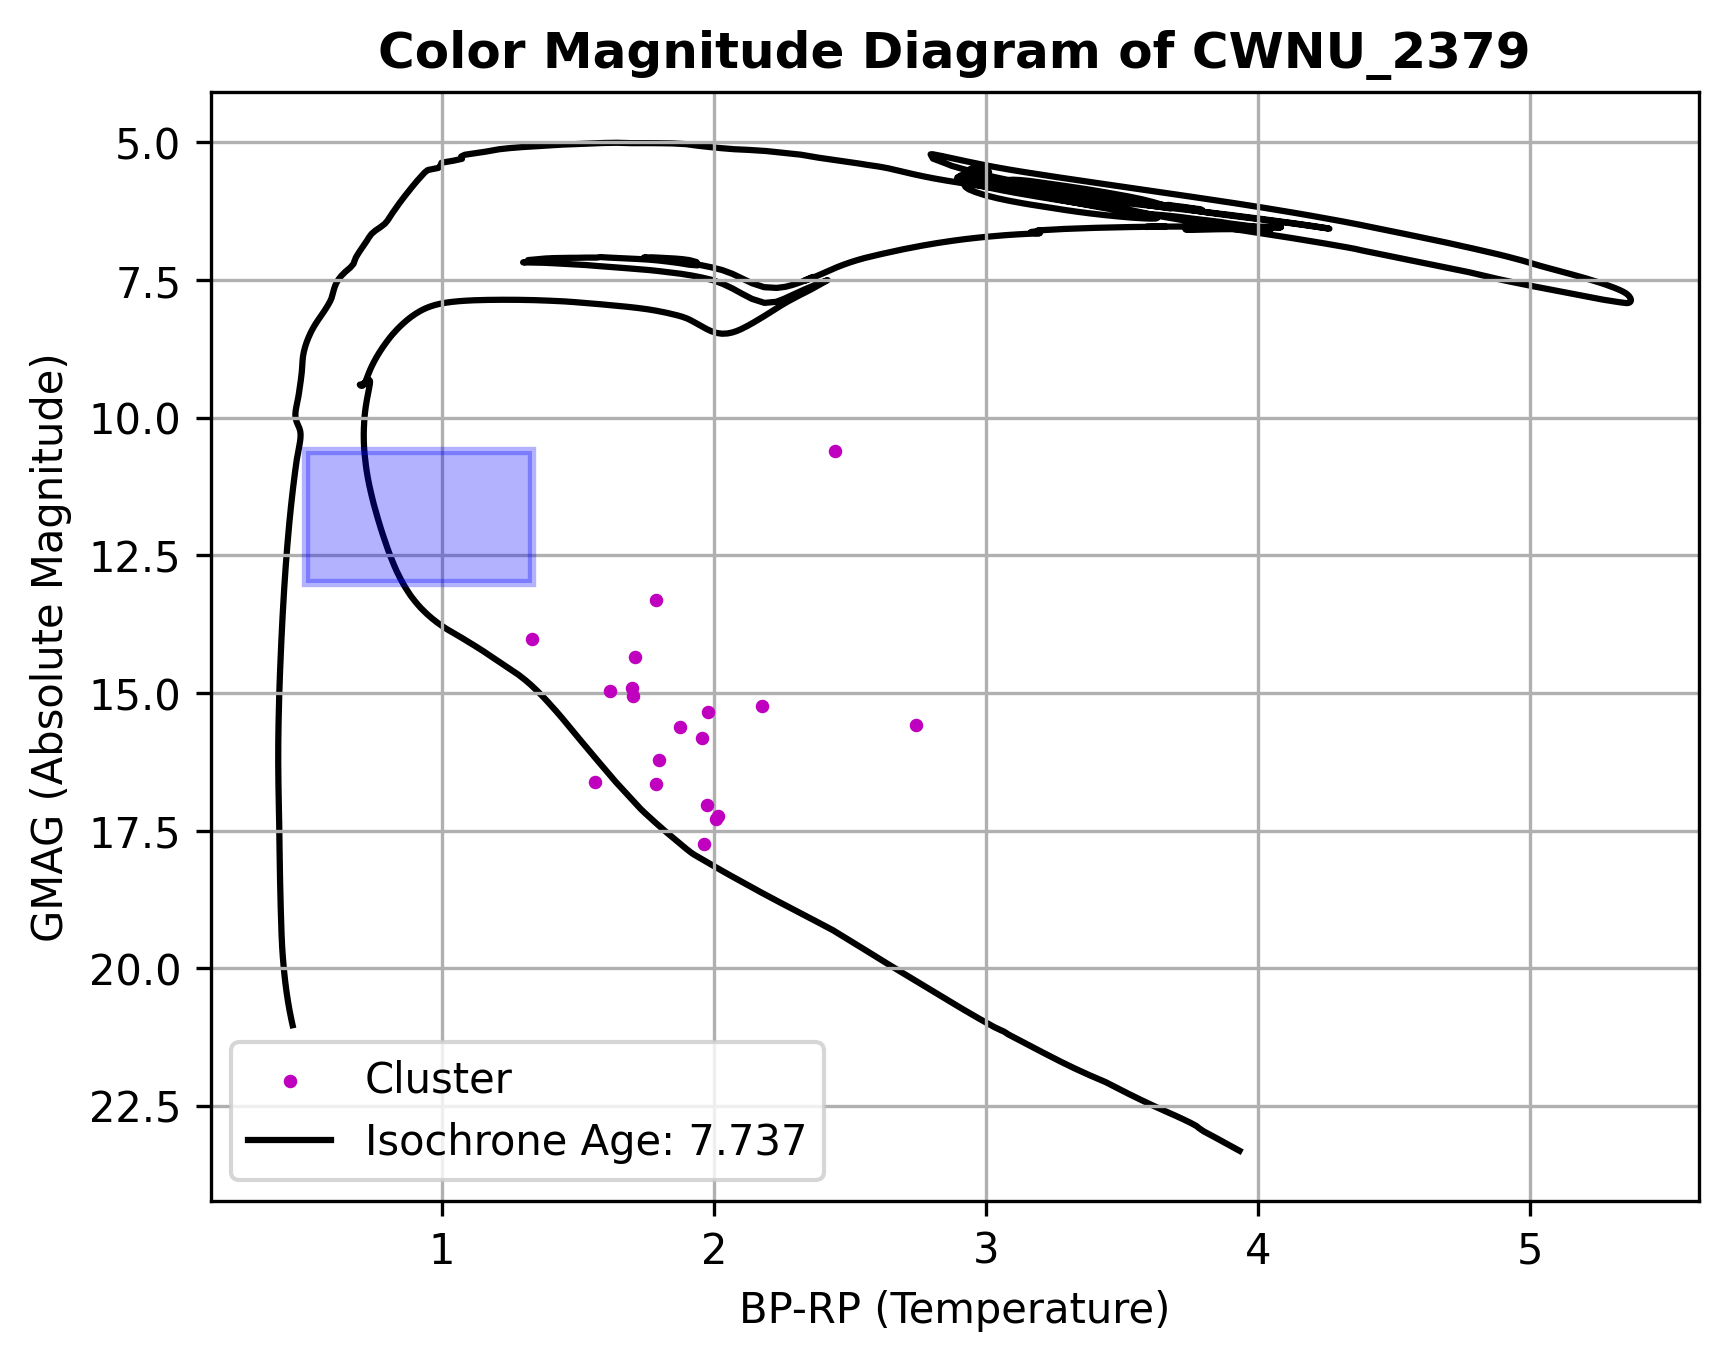 Color Magnitude Diagram of CWNU_2379
GMAG (Absolute Magnitude)
5.0
7.5
10.0
12.5
15.0
17.5
20.0
22.5
Cluster
Isochrone Age: 7.737
1 2 3 4 5
BP-RP (Temperature)